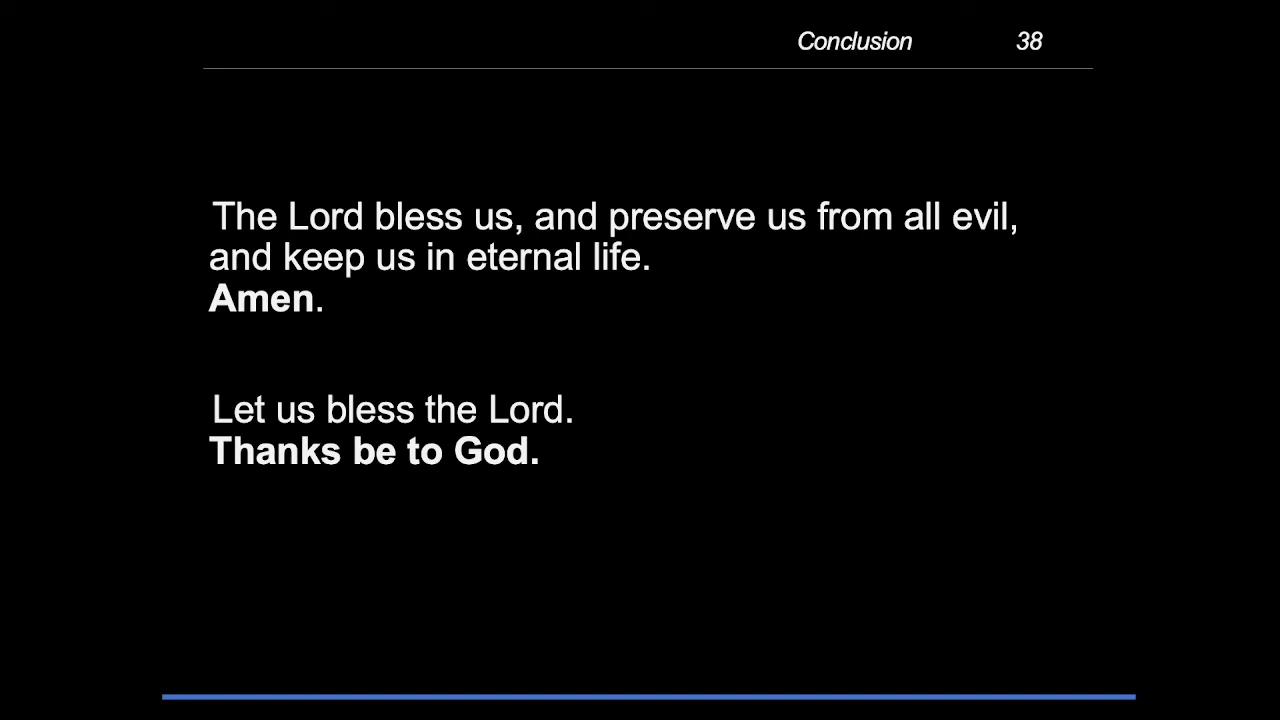 Conclusion 38
The Lord bless us, and preserve us from all evil,
and keep us in eternal life.
Amen.
Let us bless the Lord.
Thanks be to God.